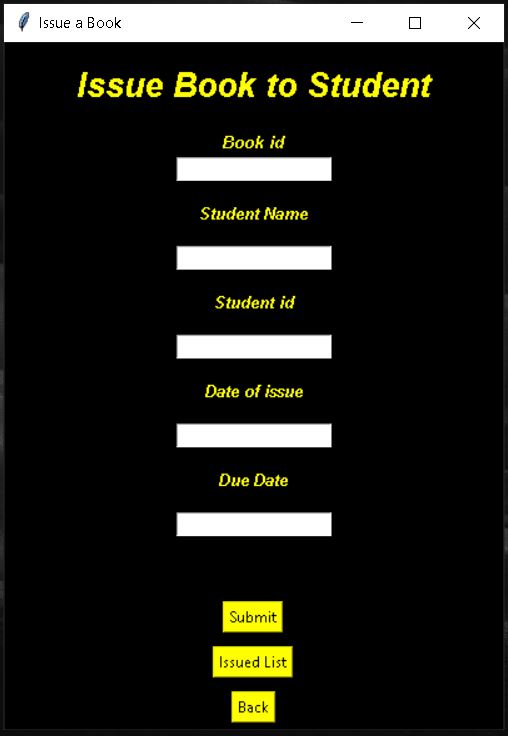 Issue a Book
Issue Book to Student
Book id
Student Name
Student id
Date of issue
Due Date
Submit
Issued List
Back